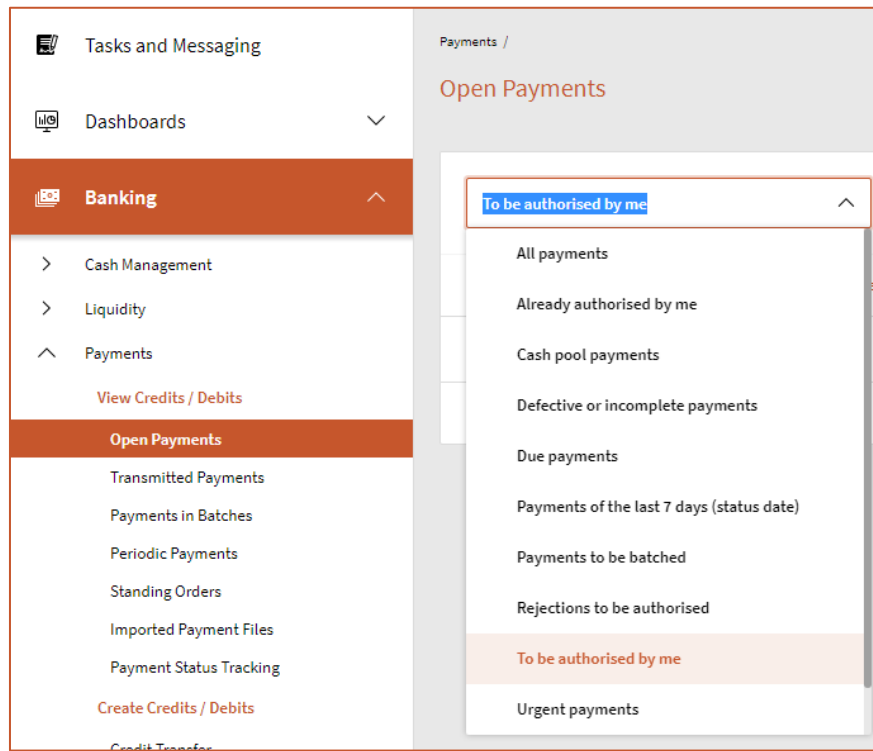 Tasks and Messaging
Dashboards
Banking
Cash Management
Liquidity
Payments
View Credits / Debits
Open Payments
Transmitted Payments
Payments in Batches
Periodic Payments
Standing Orders
Imported Payment Files
Payment Status Tracking
Create Credits / Debits
Credit Transfer
Payments /
Open Payments
To be authorised by me
All payments
Already authorised by me
Cash pool payments
Defective or incomplete payments
Due payments
Payments of the last 7 days (status date)
Payments to be batched
Rejections to be authorised
To be authorised by me
Urgent payments